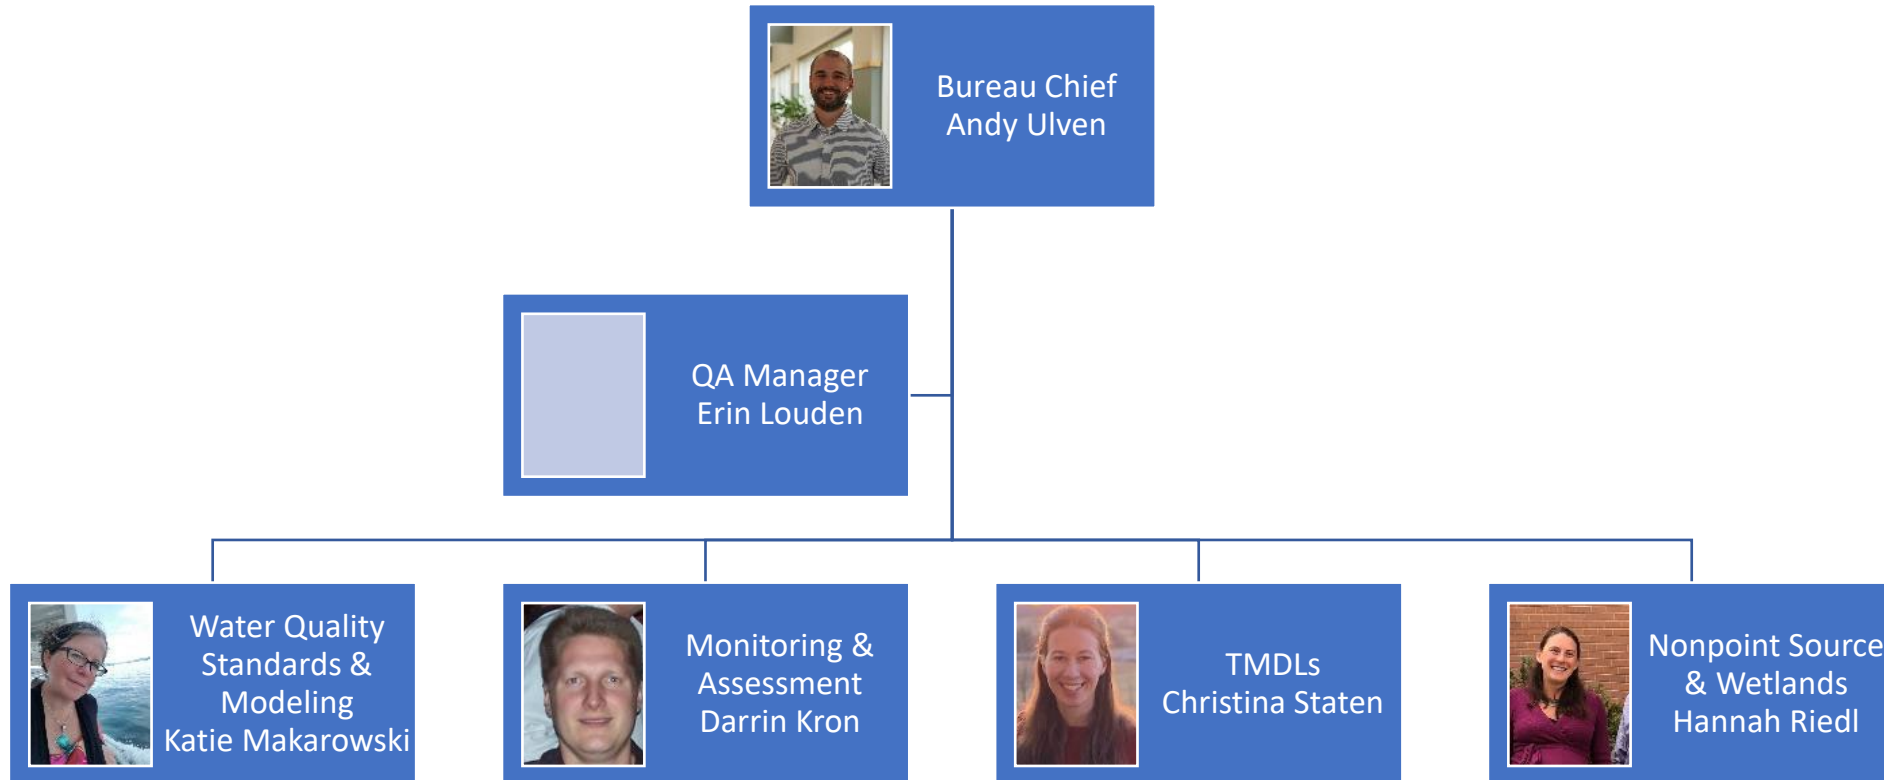 Bureau Chief
Andy Ulven
QA Manager
Erin Louden
Water Quality
Standards &
Modeling
Katie Makarowski
Monitoring &
Assessment
Darrin Kron
TMDLs
Christina Staten
Nonpoint Source
& Wetlands
Hannah Riedl